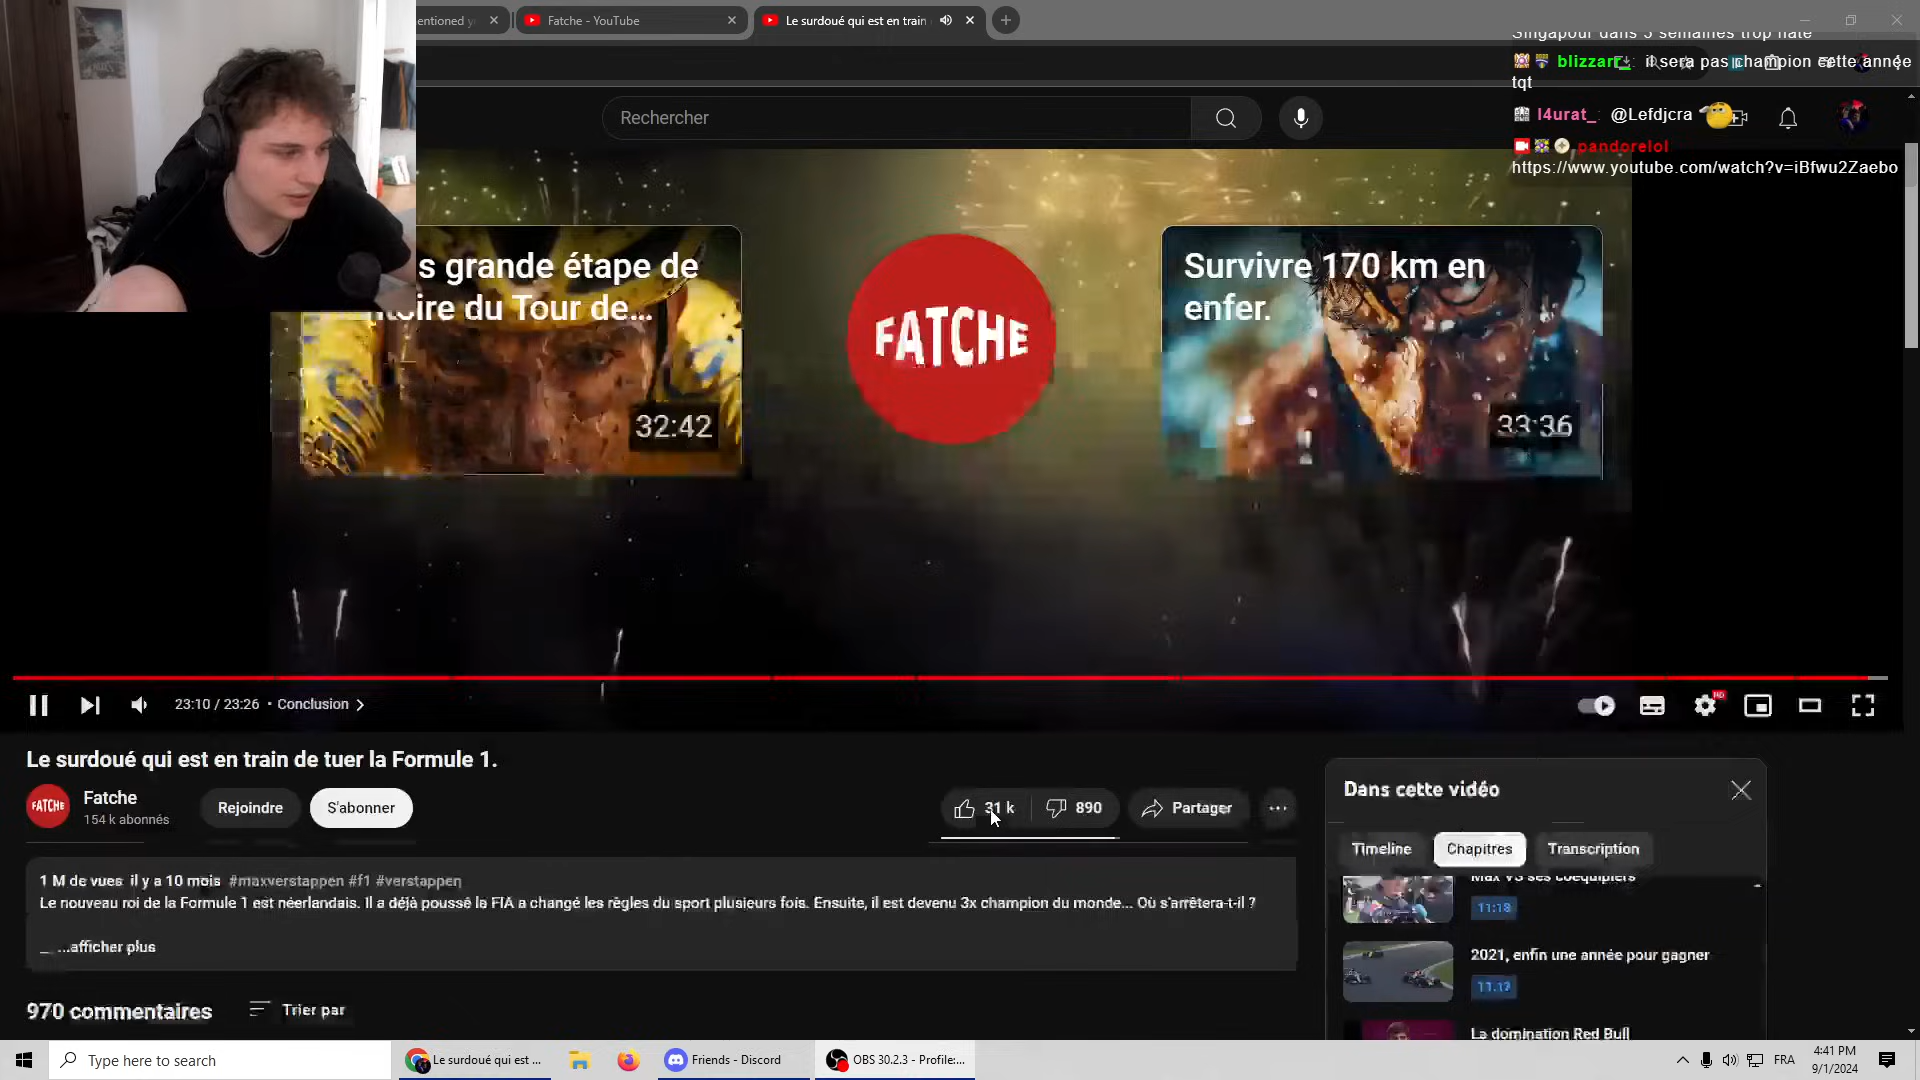 entioned y
Fatche - YouTube
Le surdoué qui est en train
Singapour dans 3 semaines trop hate
blizzarr_: il sera pas champion cette année
tqt
l4urat_: @Lefdjcra
pandorelol
https://www.youtube.com/watch?v=iBfwu2Zaebo
Rechercher
s grande étape de
toire du Tour de...
32:42
FATCHE
Survivre 170 km en
enfer.
33:36
23:10 / 23:26 • Conclusion
HD
Le surdoué qui est en train de tuer la Formule 1.
FATCHE
Fatche
154 k abonnés
Rejoindre
S'abonner
31 k
890
Partager
1 M de vues il y a 10 mois #maxverstappen #f1 #verstappen
Le nouveau roi de la Formule 1 est néerlandais. Il a déjà poussé la FIA a changé les règles du sport plusieurs fois. Ensuite, il est devenu 3x champion du monde... Où s'arrêtera-t-il ?
...afficher plus
970 commentaires
Trier par
Dans cette vidéo
Timeline
Chapitres
Transcription
Max VS ses coéquipiers
2021, enfin une année pour gagner
La domination Red Bull
Type here to search
Le surdoué qui est ...
Friends - Discord
OBS 30.2.3 - Profile:...
FRA
4:41 PM
9/1/2024